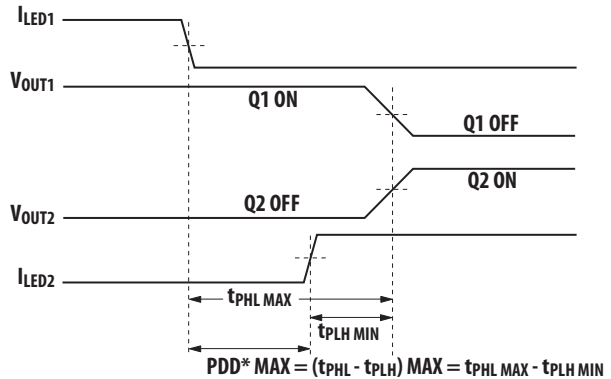 ILED1
VOUT1
Q1 ON
Q1 OFF
Q2 ON
Q2 OFF
VOUT2
ILED2
tPHL MAX
tPLH MIN
PDD* MAX = (tPHL - tPLH) MAX = tPHL MAX - tPLH MIN